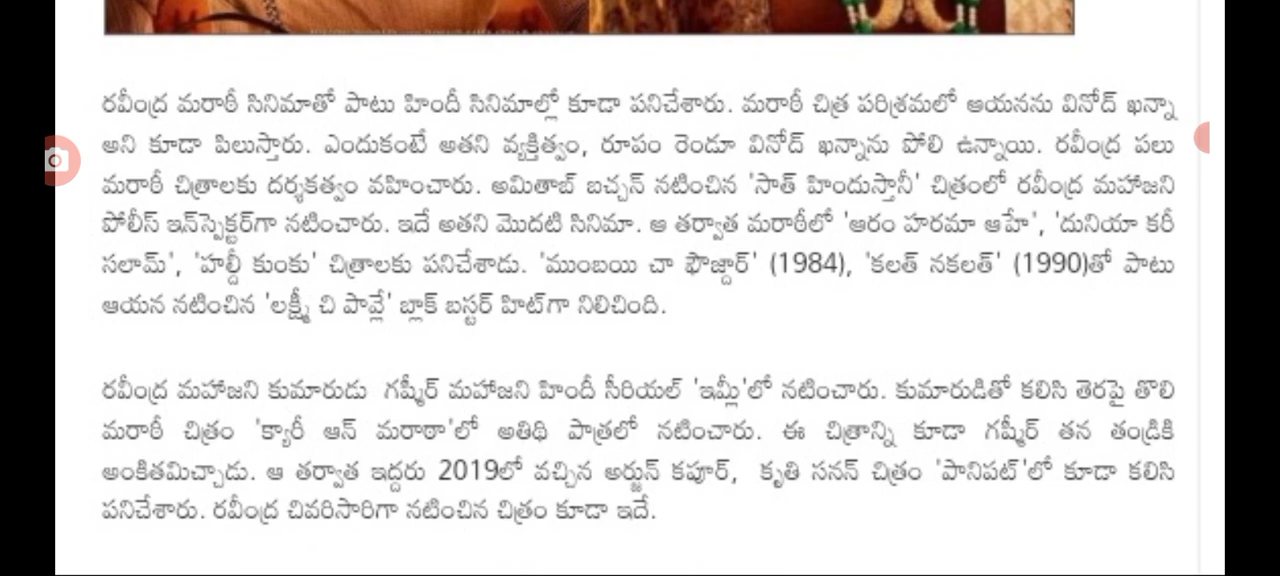 రవీంద్ర మరాఠీ సినిమాతో పాటు హిందీ సినిమాల్లో కూడా పనిచేశారు. మరాఠీ చిత్ర పరిశ్రమలో ఆయనను వినోద్ ఖన్నా
అని కూడా పిలుస్తారు. ఎందుకంటే అతని వ్యక్తిత్వం, రూపం రెండూ వినోద్ ఖన్నాను పోలి ఉన్నాయి. రవీంద్ర పలు
మరాఠీ చిత్రాలకు దర్శకత్వం వహించారు. అమితాబ్ బచ్చన్ నటించిన 'సాత్ హిందుస్తానీ' చిత్రంలో రవీంద్ర మహాజని
పోలీస్ ఇన్‌స్పెక్టర్‌గా నటించారు. ఇదే అతని మొదటి సినిమా. ఆ తర్వాత మరాఠీలో 'ఆరం హరమా ఆహే', 'దునియా కరీ
సలామ్', 'హల్దీ కుంకు' చిత్రాలకు పనిచేశాడు. 'ముంబయి చా ఫౌజ్దార్' (1984), 'కలత్ నకలత్' (1990)తో పాటు
ఆయన నటించిన 'లక్ష్మీ చి పావ్లే' బ్లాక్ బస్టర్ హిట్‌గా నిలిచింది.
రవీంద్ర మహాజని కుమారుడు గష్మీర్ మహాజని హిందీ సీరియల్ 'ఇమ్లీ'లో నటించారు. కుమారుడితో కలిసి తెరపై తొలి
మరాఠీ చిత్రం 'క్యారీ ఆన్ మరాఠా'లో అతిథి పాత్రలో నటించారు. ఈ చిత్రాన్ని కూడా గష్మీర్ తన తండ్రికి
అంకితమిచ్చాడు. ఆ తర్వాత ఇద్దరు 2019లో వచ్చిన అర్జున్ కపూర్, కృతి సనన్ చిత్రం 'పానిపట్'లో కూడా కలిసి
పనిచేశారు. రవీంద్ర చివరిసారిగా నటించిన చిత్రం కూడా ఇదే.